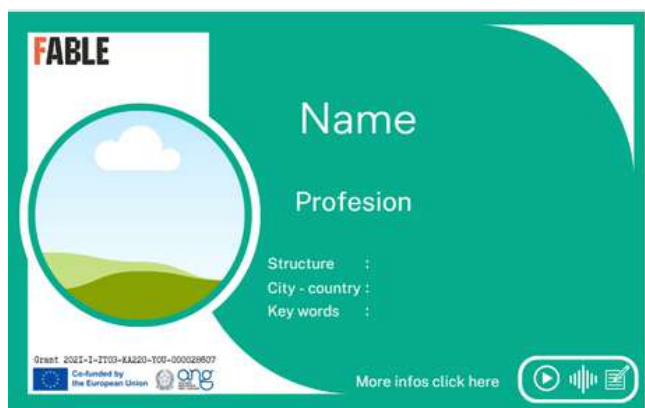 FABLE
Name
Profesion
Structure :
City - country :
Key words :
Grant 2021-1-IT03-KA220-YOU-000028607
Co-funded by
the European Union
ang
More infos click here